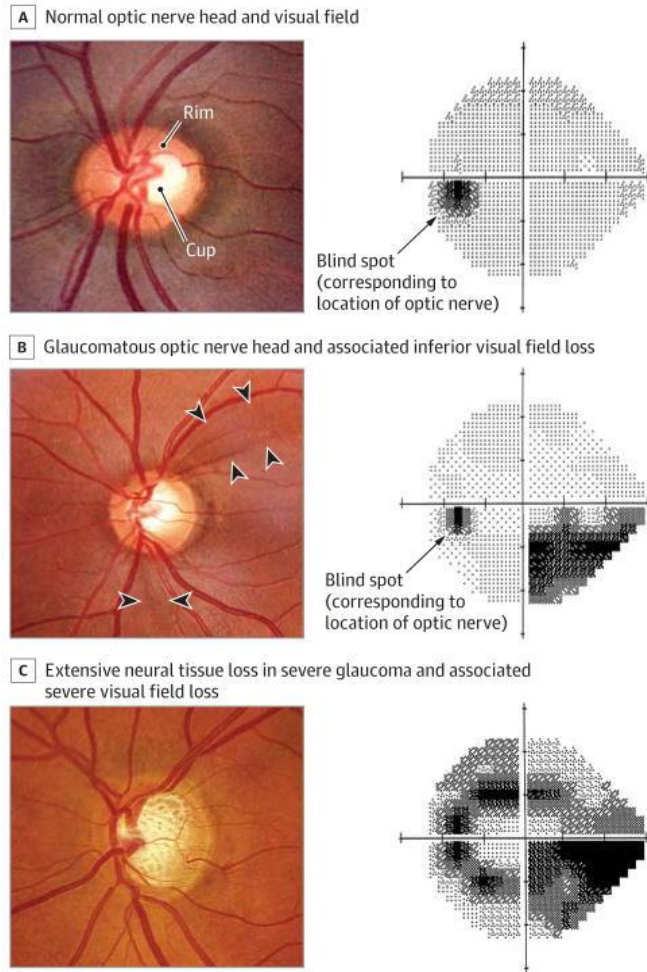 A Normal optic nerve head and visual field
Rim
Cup
Blind spot
(corresponding to
location of optic nerve)
B Glaucomatous optic nerve head and associated inferior visual field loss
Blind spot
(corresponding to
location of optic nerve)
C Extensive neural tissue loss in severe glaucoma and associated
severe visual field loss